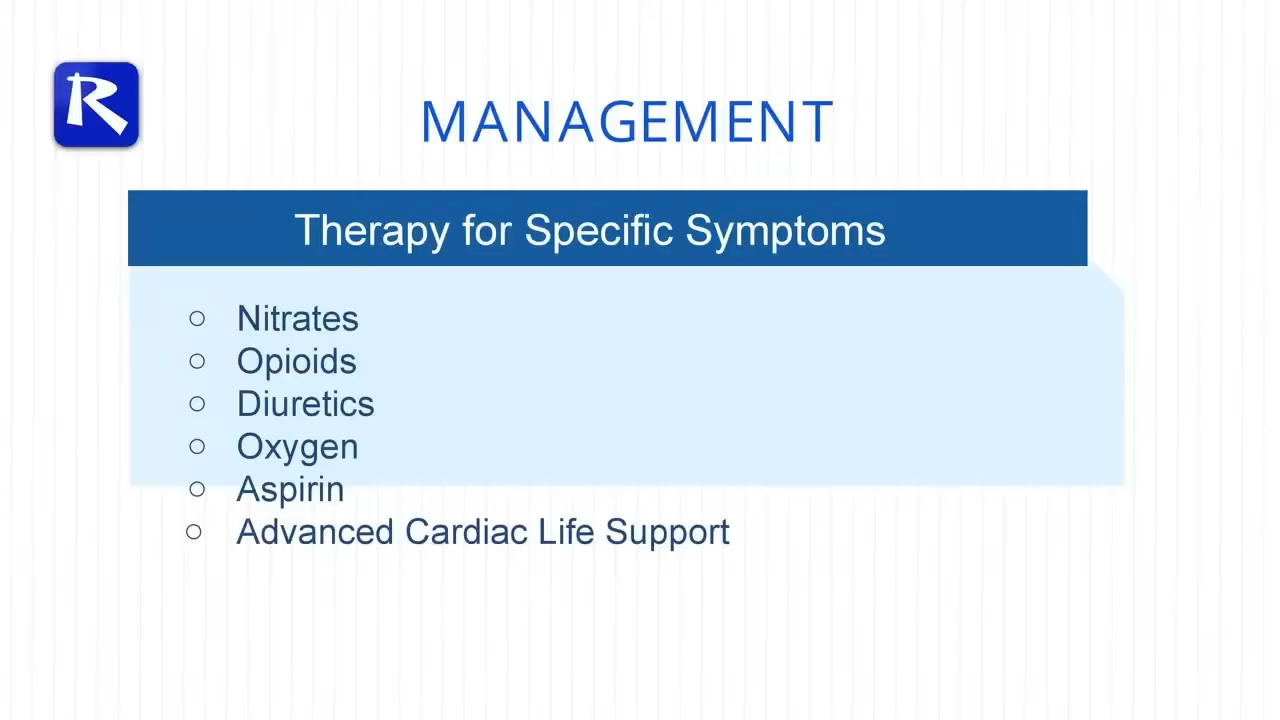 R
MANAGEMENT
Therapy for Specific Symptoms
○ Nitrates
○ Opioids
○ Diuretics
○ Oxygen
○ Aspirin
○ Advanced Cardiac Life Support